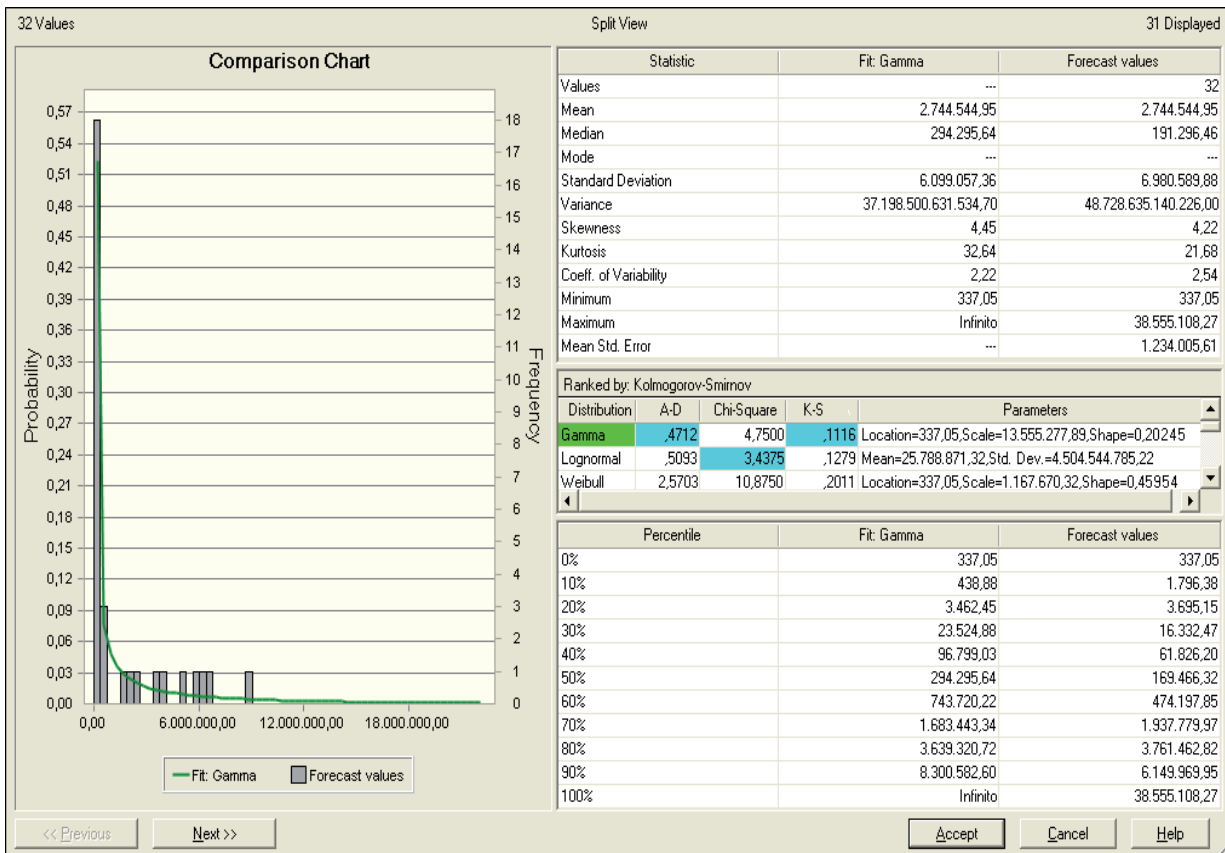 32 Values Split View 31 Displayed
Comparison Chart
0,57
0,54
0,51
0,48
0,45
0,42
0,39
0,36
0,33
0,30
0,27
0,24
0,21
0,18
0,15
0,12
0,09
0,06
0,03
0,00
Probability
18
17
16
15
14
13
12
11
10
9
8
7
6
5
4
3
2
1
0
Frequency
0,00 6.000.000,00 12.000.000,00 18.000.000,00
Fit: Gamma Forecast values
Statistic Fit: Gamma Forecast values
Values --- 32
Mean 2.744.544,95 2.744.544,95
Median 294.295,64 191.296,46
Mode --- ---
Standard Deviation 6.099.057,36 6.980.589,88
Variance 37.198.500.631.534,70 48.728.635.140.226,00
Skewness 4,45 4,22
Kurtosis 32,64 21,68
Coeff. of Variability 2,22 2,54
Minimum 337,05 337,05
Maximum Infinito 38.555.108,27
Mean Std. Error --- 1.234.005,61
Ranked by: Kolmogorov-Smirnov
Distribution A-D Chi-Square K-S Parameters
Gamma ,4712 4,7500 ,1116 Location=337,05,Scale=13.555.277,89,Shape=0,20245
Lognormal ,5093 3,4375 ,1279 Mean=25.788.871,32,Std. Dev.=4.504.544.785,22
Weibull 2,5703 10,8750 ,2011 Location=337,05,Scale=1.167.670,32,Shape=0,45954
Percentile Fit: Gamma Forecast values
0% 337,05 337,05
10% 438,88 1.796,38
20% 3.462,45 3.695,15
30% 23.524,88 16.332,47
40% 96.799,03 61.826,20
50% 294.295,64 169.466,32
60% 743.720,22 474.197,85
70% 1.683.443,34 1.937.779,97
80% 3.639.320,72 3.761.462,82
90% 8.300.582,60 6.149.969,95
100% Infinito 38.555.108,27
<< Previous Next >> Accept Cancel Help